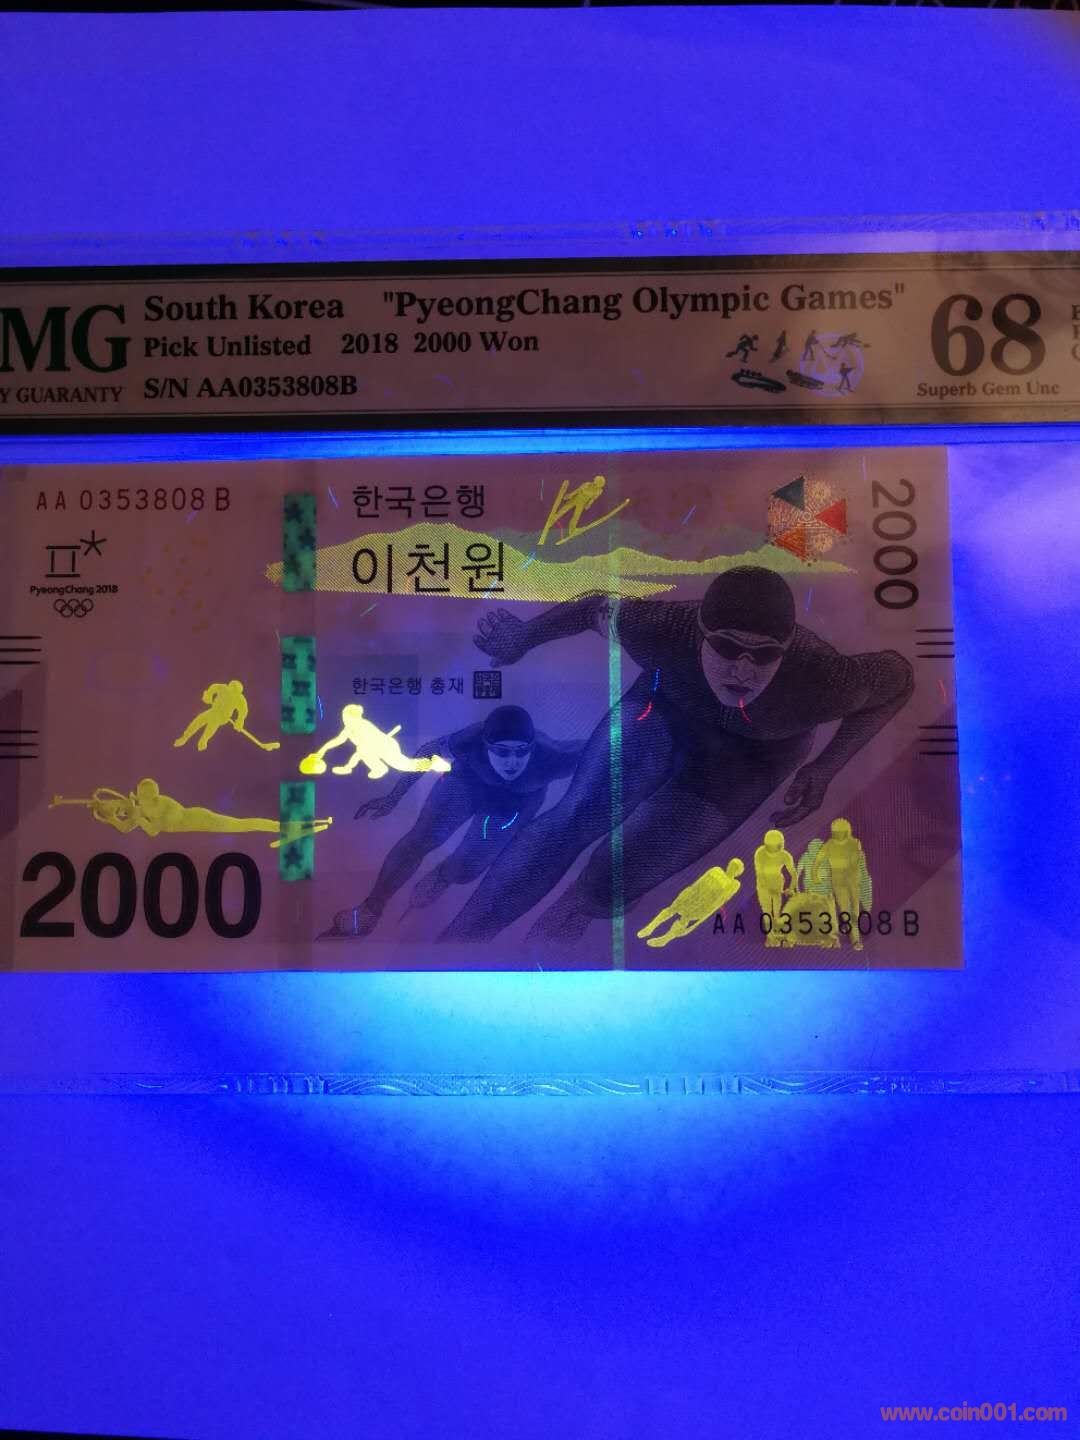 MG
Y GUARANTY
South Korea "PyeongChang Olympic Games"
Pick Unlisted 2018 2000 Won
S/N AA0353808B
68
Superb Gem Unc
AA 0353808 B
PyeongChang 2018
한국은행
이천원
2000
한국은행 총재
2000
AA 0353808 B
www.coin001.com